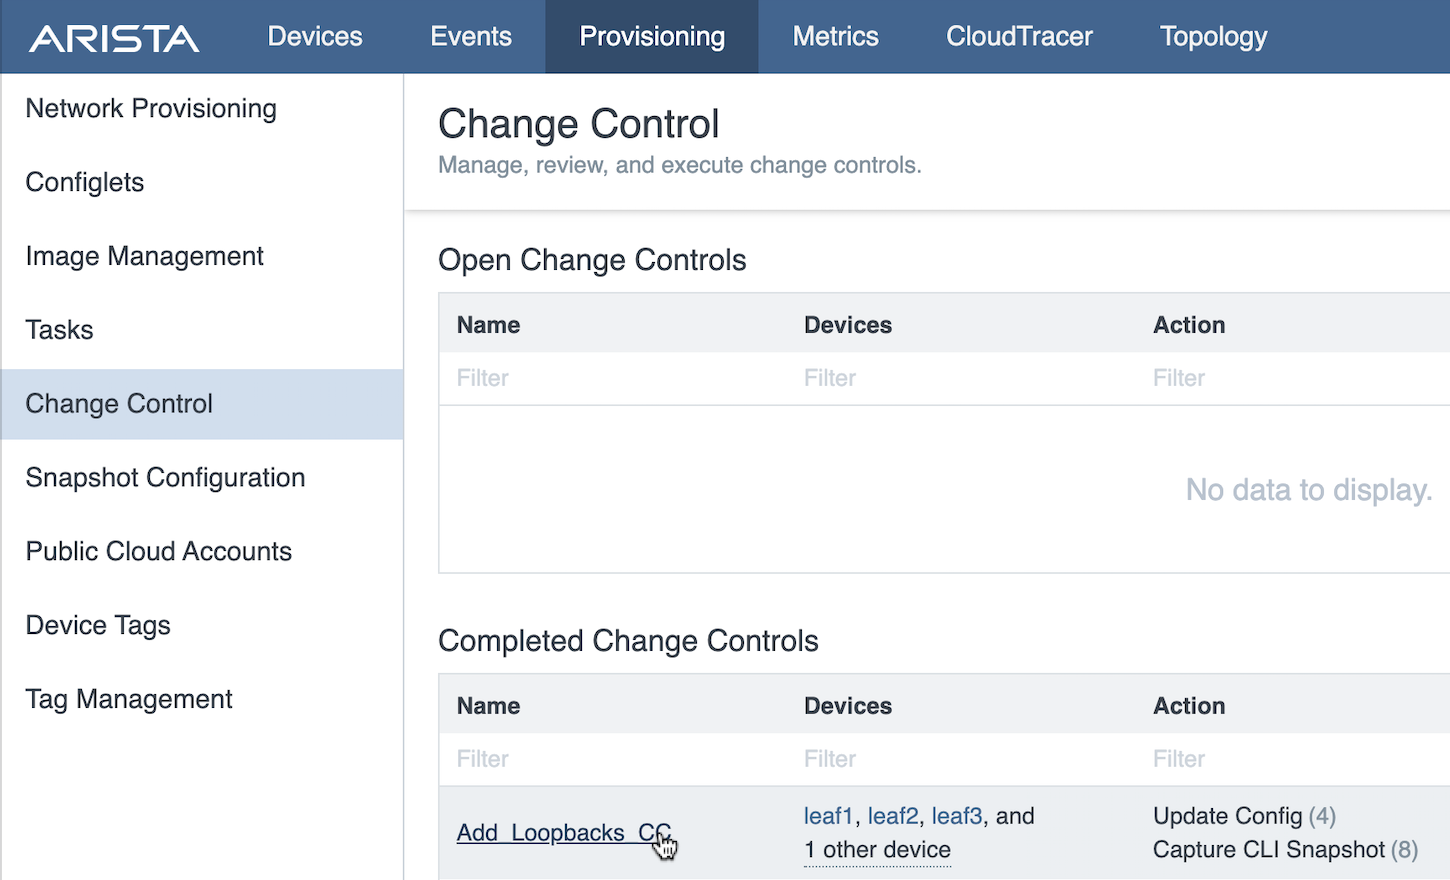 ARISTA Devices Events Provisioning Metrics CloudTracer Topology
Network Provisioning
Configlets
Image Management
Tasks
Change Control
Snapshot Configuration
Public Cloud Accounts
Device Tags
Tag Management
Change Control
Manage, review, and execute change controls.
Open Change Controls
Name Devices Action
Filter Filter Filter
No data to display.
Completed Change Controls
Name Devices Action
Filter Filter Filter
Add_Loopbacks_CC
leaf1, leaf2, leaf3, and
1 other device
Update Config (4)
Capture CLI Snapshot (8)